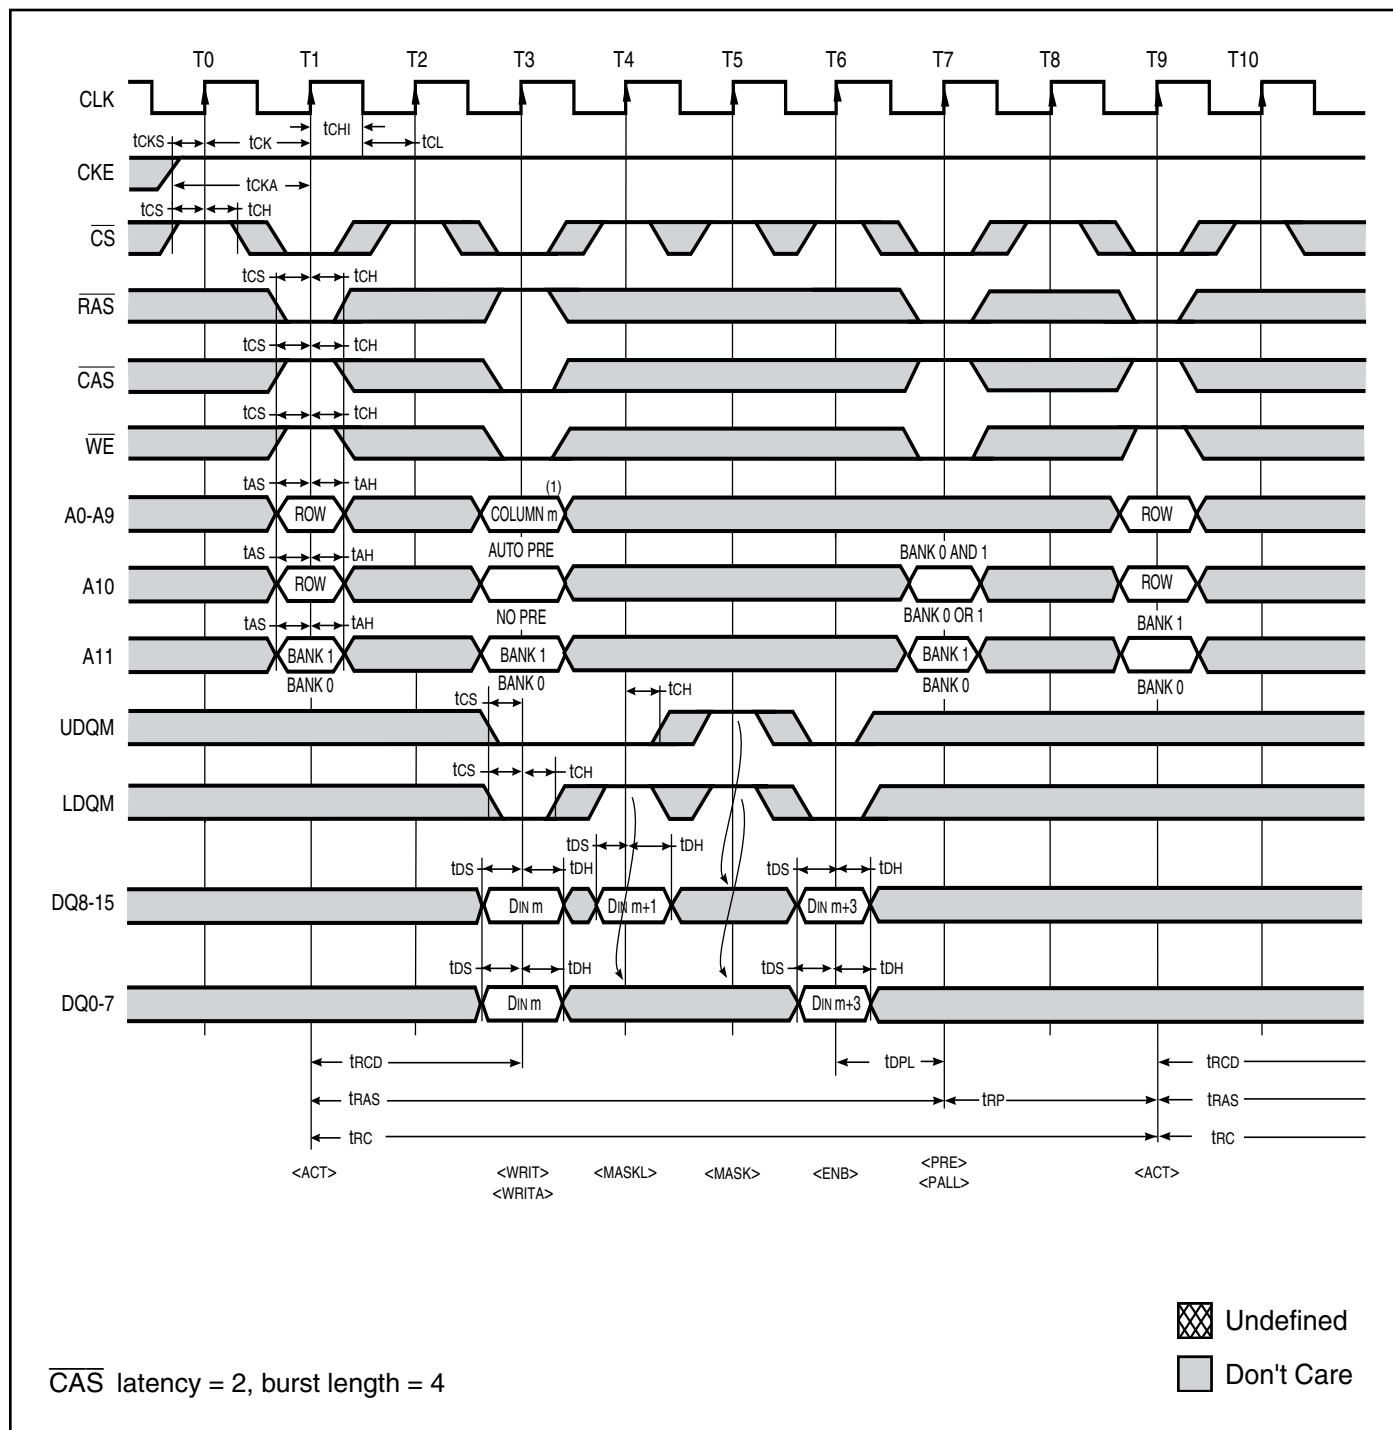 T0 T1 T2 T3 T4 T5 T6 T7 T8 T9 T10
CLK
tCHI
tCKS tCK tCL
CKE
tCKA
tCS tCH
CS
tCS tCH
RAS
tCS tCH
CAS
tCS tCH
WE
tAS tAH (1)
A0-A9 ROW COLUMN m ROW
tAS tAH AUTO PRE BANK 0 AND 1
A10 ROW ROW
tAS tAH NO PRE BANK 0 OR 1 BANK 1
A11 BANK 1 BANK 1 BANK 1
BANK 0 BANK 0 BANK 0 BANK 0
tCS tCH
UDQM
tCS tCH
LDQM
tDS tDH
tDS tDH tDS tDH
DQ8-15 DIN m DIN m+1 DIN m+3
tDS tDH tDS tDH
DQ0-7 DIN m DIN m+3
tRCD tDPL tRCD
tRAS tRP tRAS
tRC tRC
<ACT> <WRIT> <MASKL> <MASK> <ENB> <PRE> <ACT>
<WRITA> <PALL>
Undefined
Don't Care
CAS latency = 2, burst length = 4